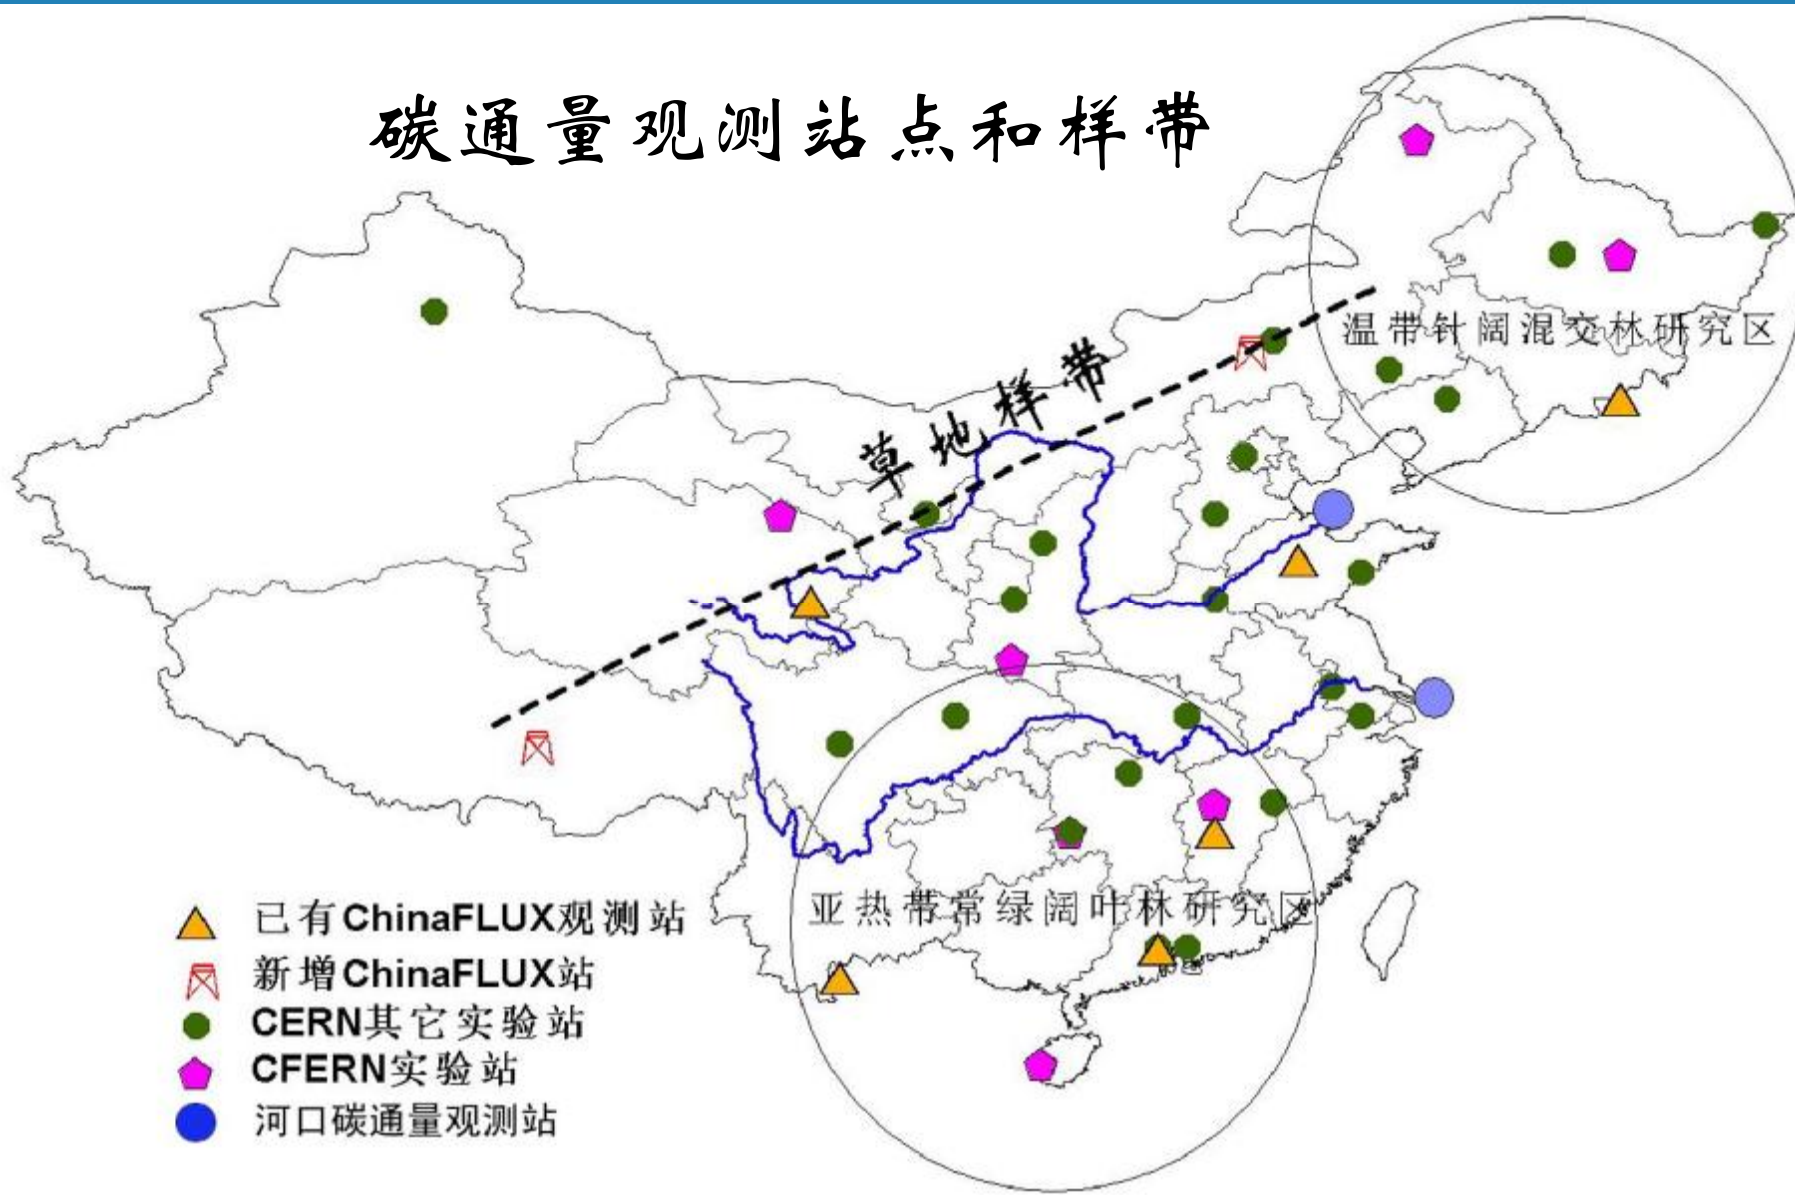 碳通量观测站点和样带
温带针阔混交林研究区
草地样带
亚热带常绿阔叶林研究区
已有ChinaFLUX观测站
新增ChinaFLUX站
CERN其它实验站
CFERN实验站
河口碳通量观测站